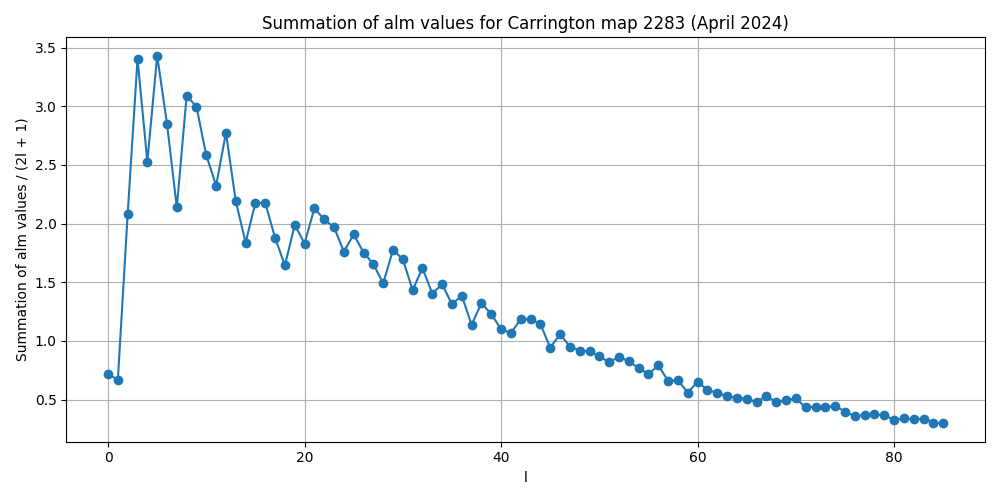 Summation of alm values for Carrington map 2283 (April 2024)
Summation of alm values / (2l + 1)
3.5
3.0
2.5
2.0
1.5
1.0
0.5
0 20 40 60 80
l